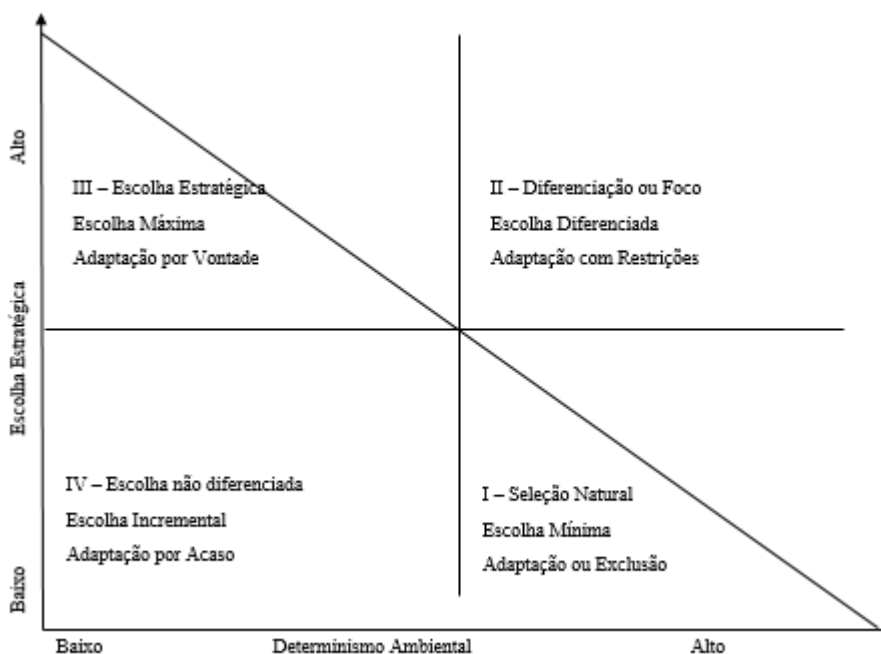 Alto
III – Escolha Estratégica
Escolha Máxima
Adaptação por Vontade
II – Diferenciação ou Foco
Escolha Diferenciada
Adaptação com Restrições
Escolha Estratégica
IV – Escolha não diferenciada
Escolha Incremental
Adaptação por Acaso
I – Seleção Natural
Escolha Mínima
Adaptação ou Exclusão
Baixo
Baixo
Determinismo Ambiental
Alto